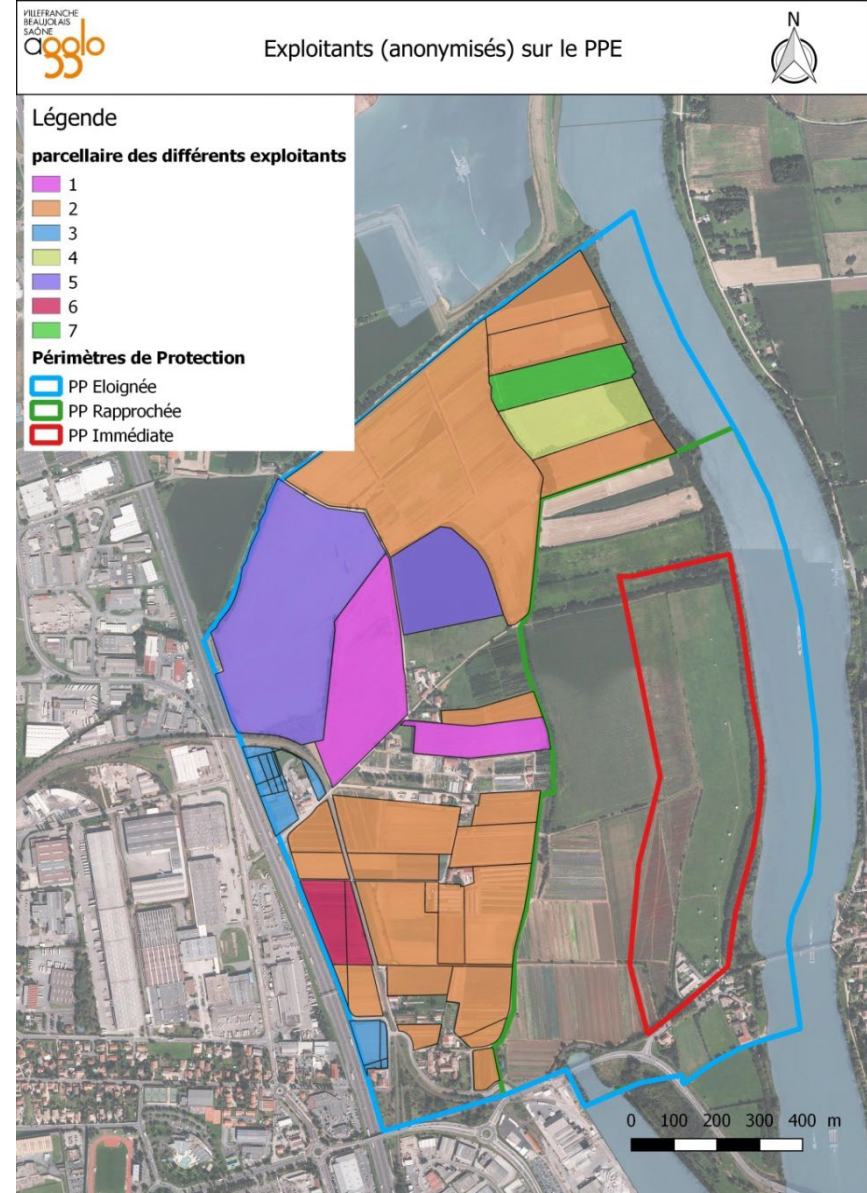 VILLEFRANCHE
BEAUJOLAIS
SAÔNE
agglo
Exploitants (anonymisés) sur le PPE
N
Légende
parcellaire des différents exploitants
1
2
3
4
5
6
7
Périmètres de Protection
PP Eloignée
PP Rapprochée
PP Immédiate
0 100 200 300 400 m